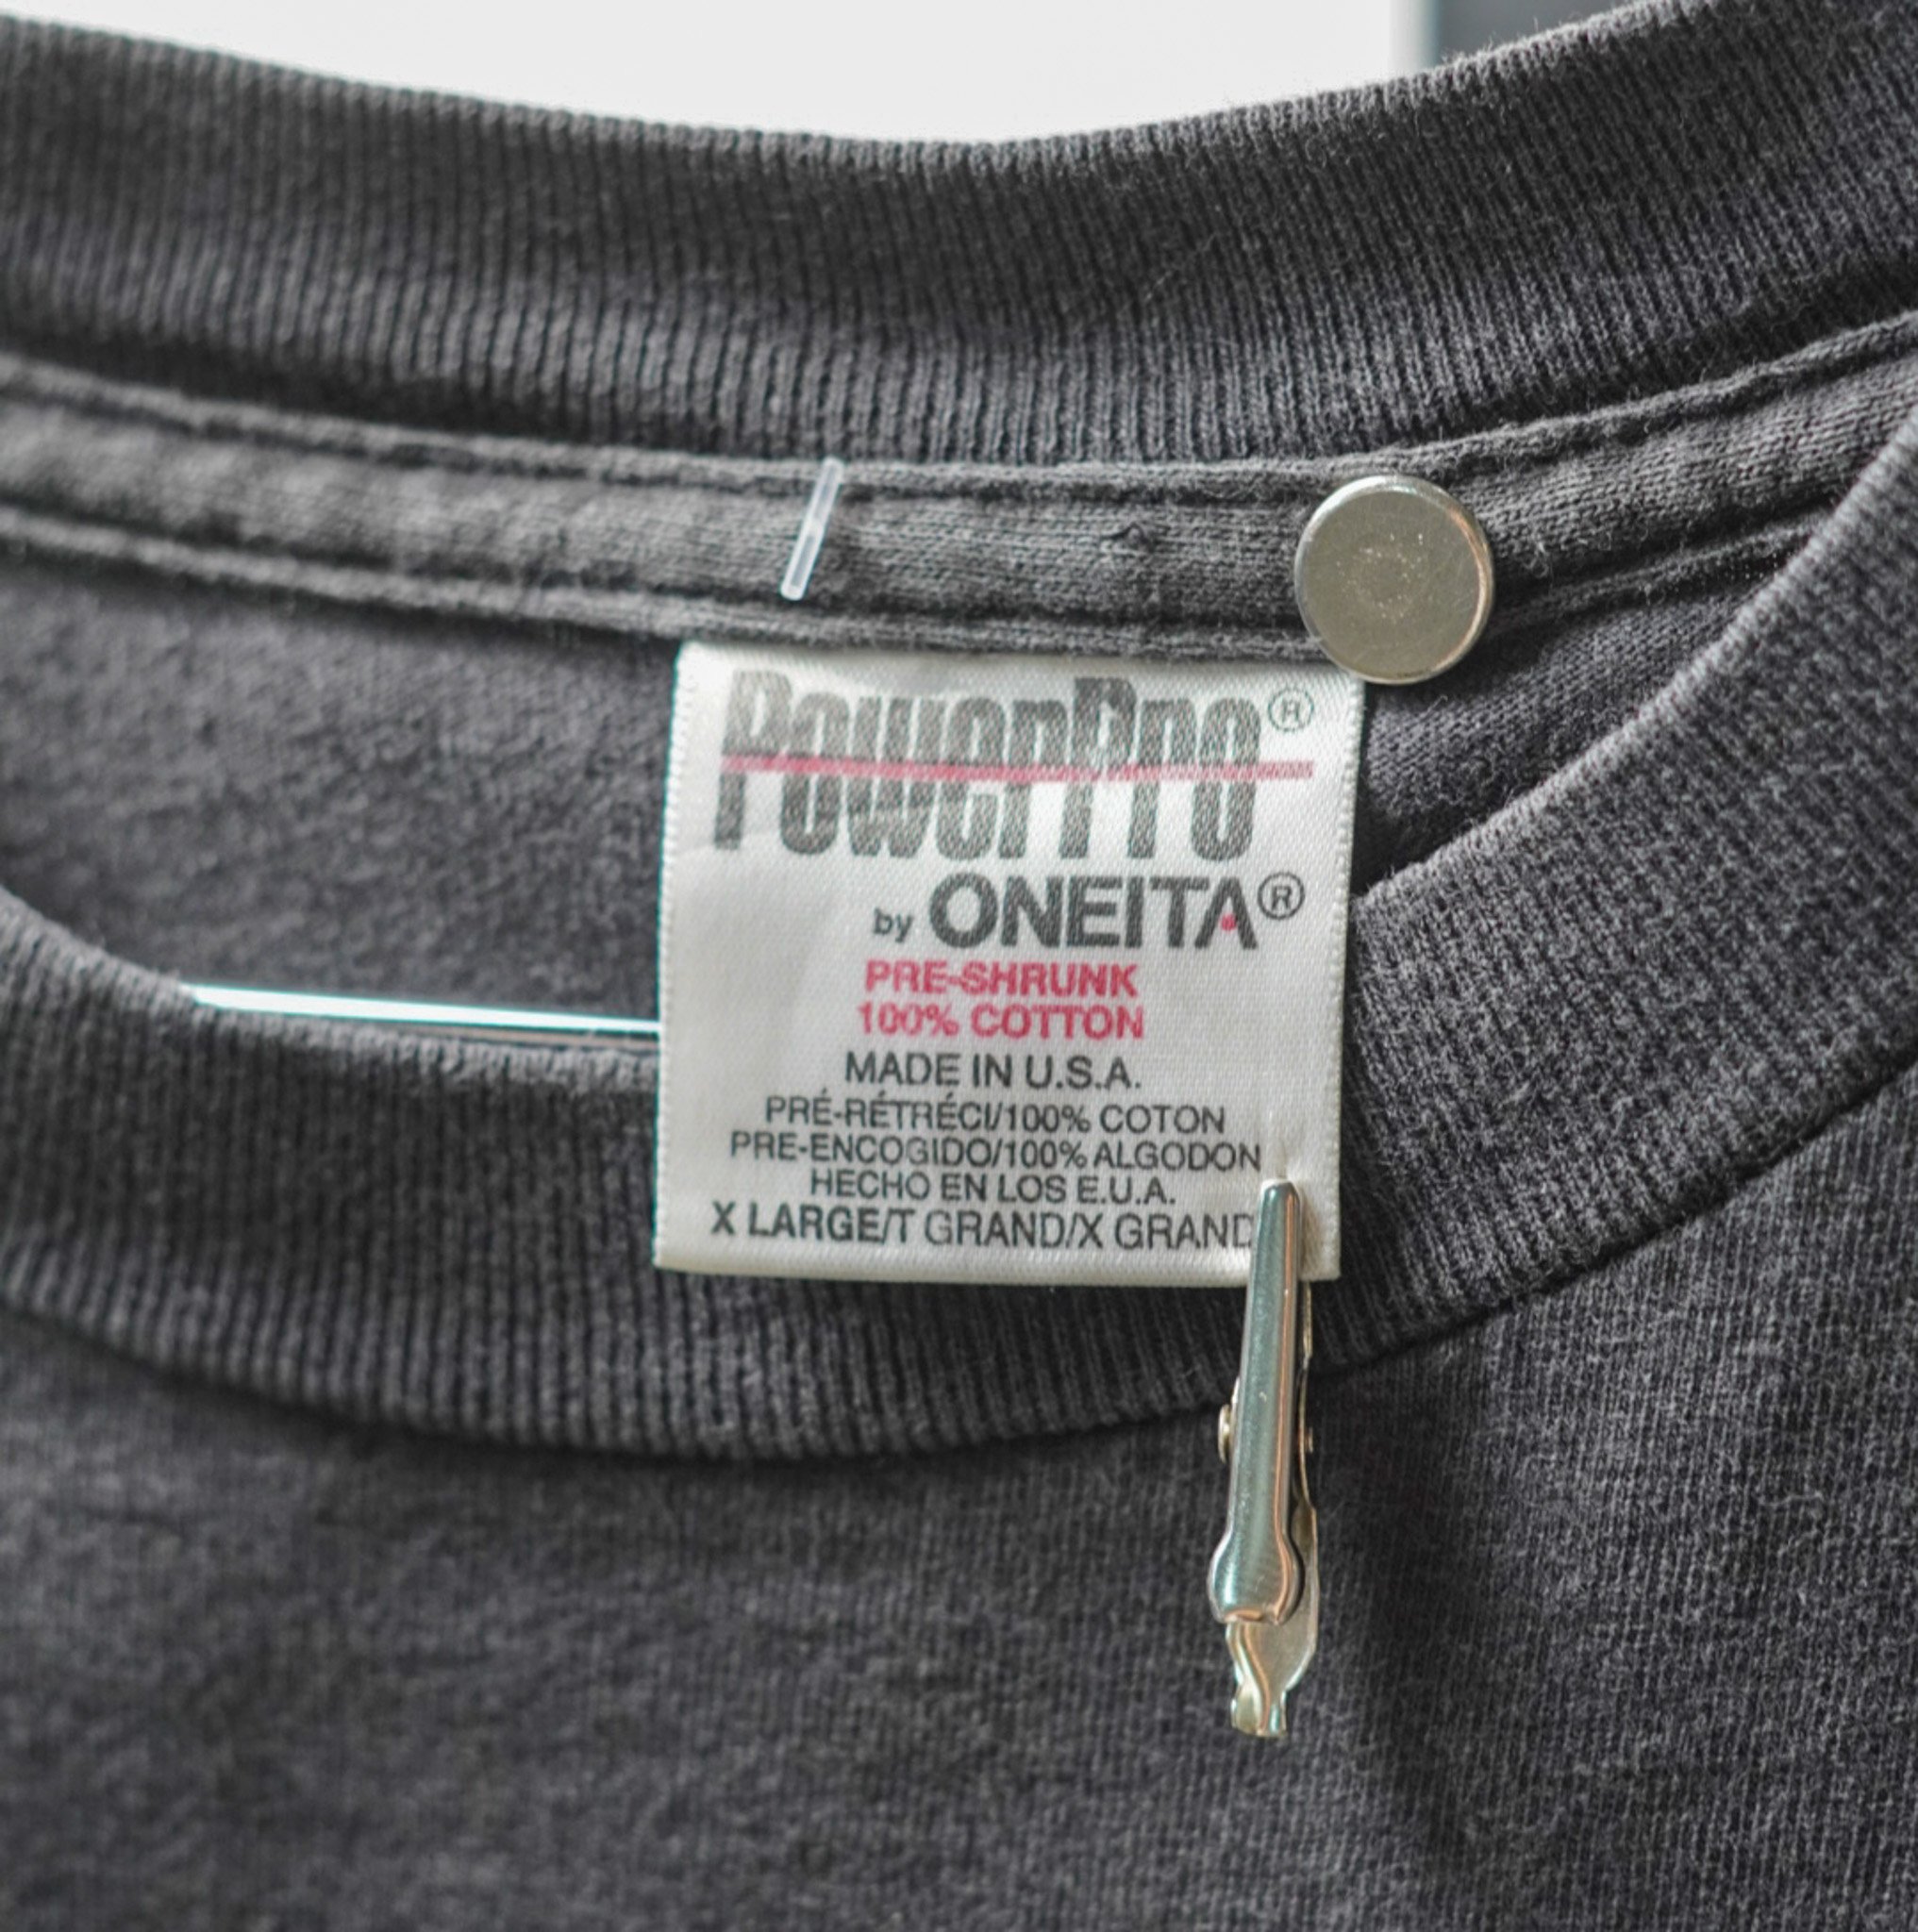 PowerPro®
by ONEITA®
PRE-SHRUNK
100% COTTON
MADE IN U.S.A.
PRÉ-RÉTRÉCI/100% COTON
PRE-ENCOGIDO/100% ALGODON
HECHO EN LOS E.U.A.
X LARGE/T GRAND/X GRAND